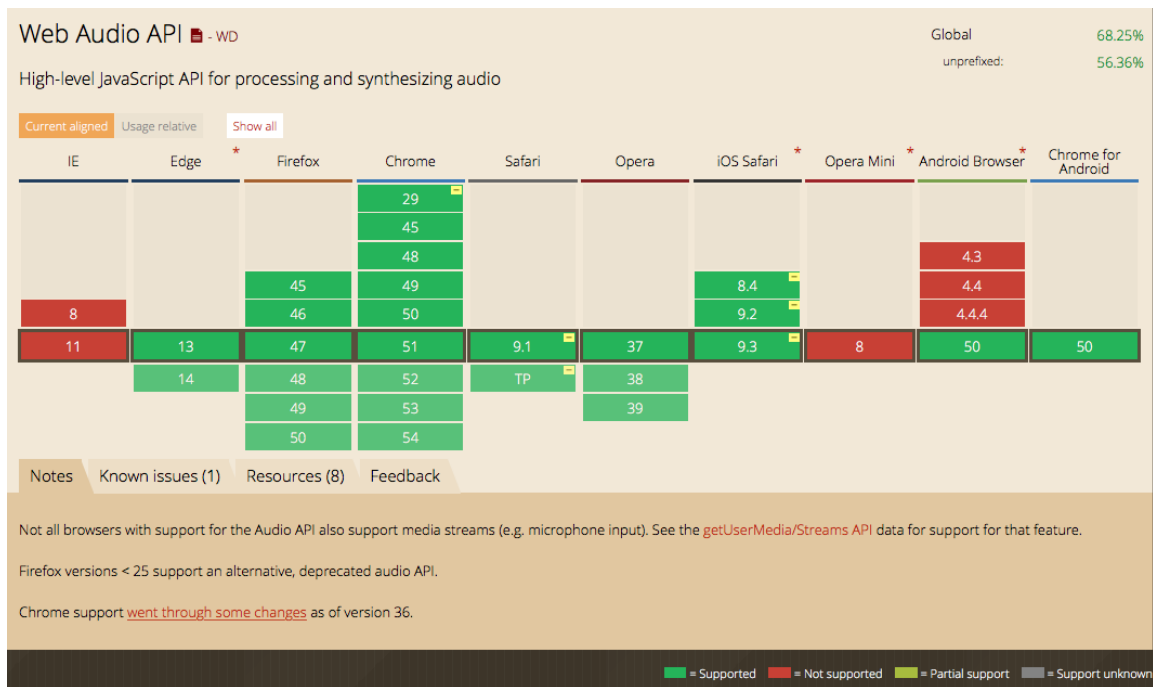 Web Audio API - WD
Global 68.25%
unprefixed: 56.36%
High-level JavaScript API for processing and synthesizing audio
Current aligned Usage relative Show all
IE Edge * Firefox Chrome Safari Opera iOS Safari * Opera Mini * Android Browser * Chrome for Android
29 -
45
48 4.3
45 49 8.4 - 4.4
8 46 50 9.2 - 4.4.4
11 13 47 51 9.1 - 37 9.3 - 8 50 50
14 48 52 TP - 38
49 53 39
50 54
Notes Known issues (1) Resources (8) Feedback
Not all browsers with support for the Audio API also support media streams (e.g. microphone input). See the getUserMedia/Streams API data for support for that feature.
Firefox versions < 25 support an alternative, deprecated audio API.
Chrome support went through some changes as of version 36.
= Supported = Not supported = Partial support = Support unknown